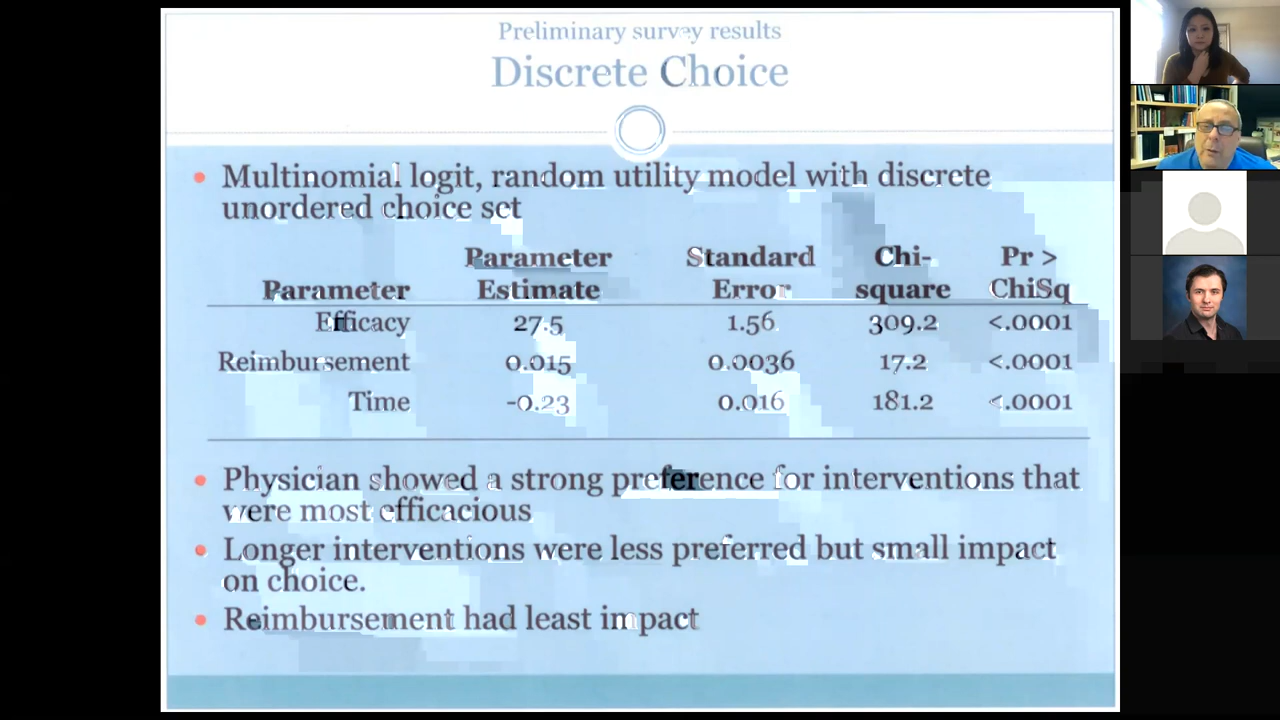 Preliminary survey results
Discrete Choice
Multinomial logit, random utility model with discrete
unordered choice set
Parameter Parameter Estimate Standard Error Chi-square Pr > ChiSq
Efficacy 27.5 1.56 309.2 <.0001
Reimbursement 0.015 0.0036 17.2 <.0001
Time -0.23 0.016 181.2 <.0001
Physician showed a strong preference for interventions that
were most efficacious
Longer interventions were less preferred but small impact
on choice.
Reimbursement had least impact